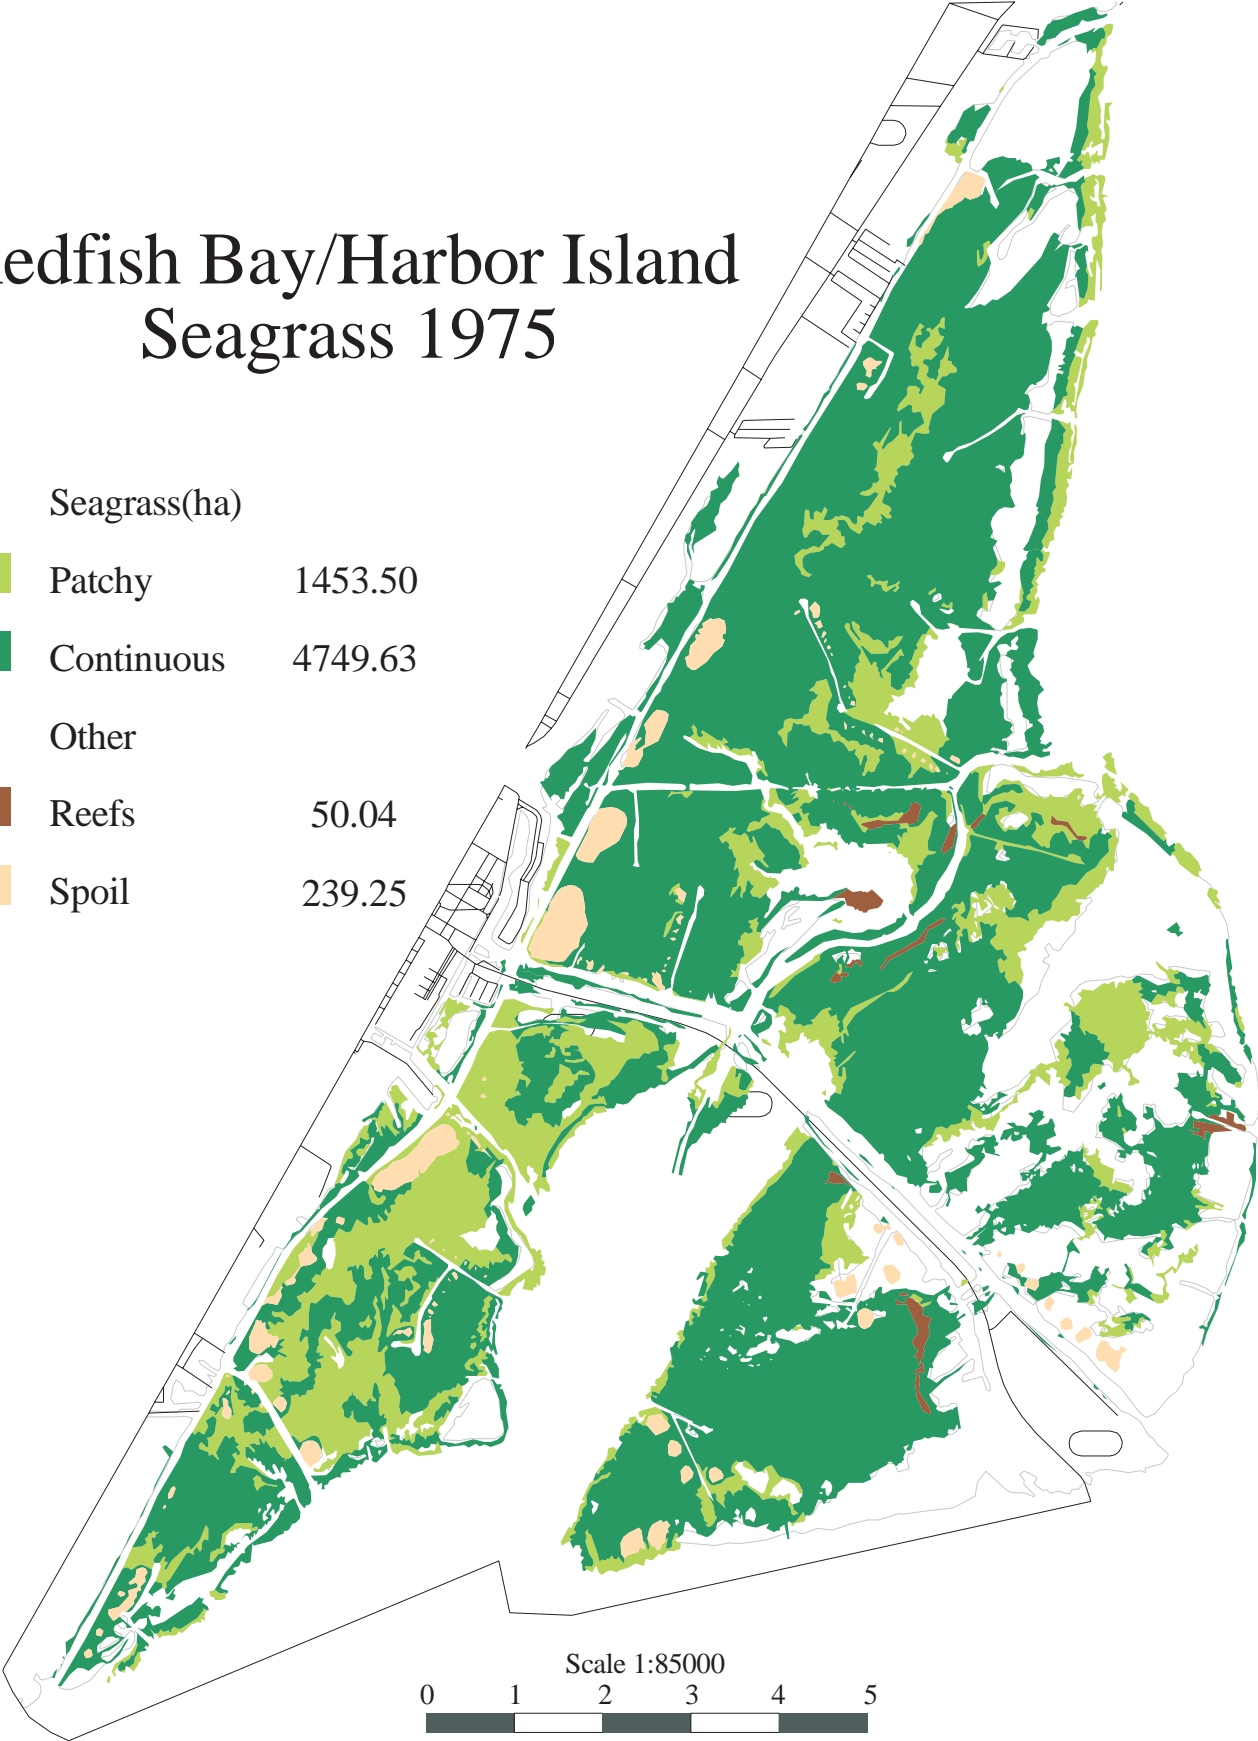 edfish Bay/Harbor Island
Seagrass 1975
Seagrass(ha)
Patchy 1453.50
Continuous 4749.63
Other
Reefs 50.04
Spoil 239.25
Scale 1:85000
0 1 2 3 4 5